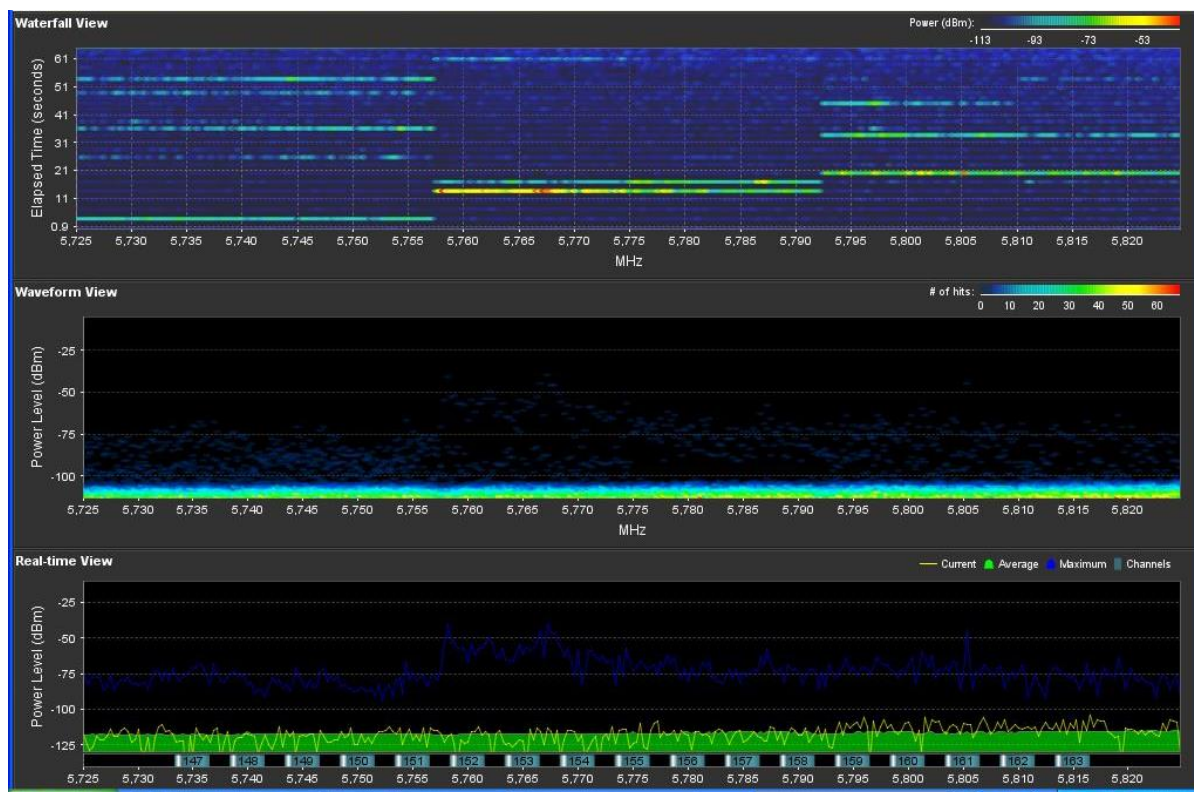 Waterfall View
Power (dBm):
-113 -93 -73 -53
Elapsed Time (seconds)
61
51
41
31
21
11
0.9
5,725 5,730 5,735 5,740 5,745 5,750 5,755 5,760 5,765 5,770 5,775 5,780 5,785 5,790 5,795 5,800 5,805 5,810 5,815 5,820
MHz
Waveform View
# of hits:
0 10 20 30 40 50 60
Power Level (dBm)
-25
-50
-75
-100
5,725 5,730 5,735 5,740 5,745 5,750 5,755 5,760 5,765 5,770 5,775 5,780 5,785 5,790 5,795 5,800 5,805 5,810 5,815 5,820
MHz
Real-time View
Current Average Maximum Channels
Power Level (dBm)
-25
-50
-75
-100
-125
147 148 149 150 151 152 153 154 155 156 157 158 159 160 161 162 163
5,725 5,730 5,735 5,740 5,745 5,750 5,755 5,760 5,765 5,770 5,775 5,780 5,785 5,790 5,795 5,800 5,805 5,810 5,815 5,820